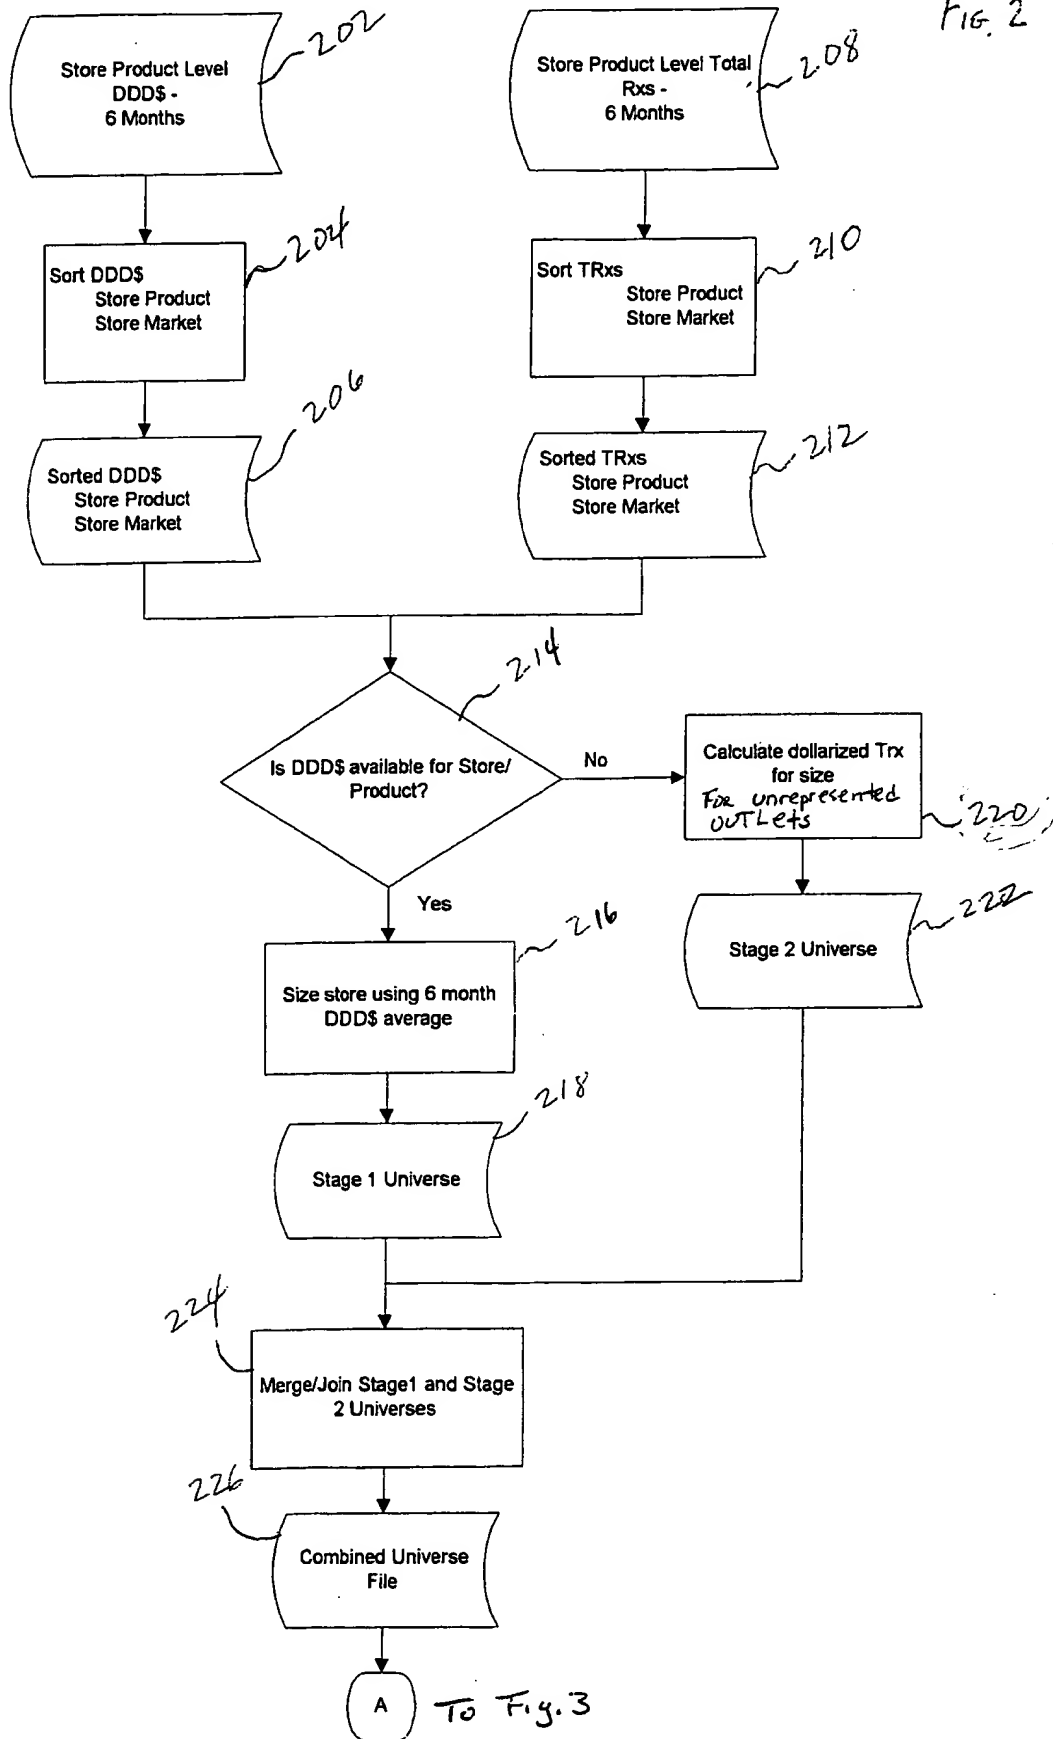 FIG. 2
202
Store Product Level
DDD$ -
6 Months
208
Store Product Level Total
Rxs -
6 Months
204
Sort DDD$
Store Product
Store Market
210
Sort TRxs
Store Product
Store Market
206
Sorted DDD$
Store Product
Store Market
212
Sorted TRxs
Store Product
Store Market
214
Is DDD$ available for Store/
Product?
No
Calculate dollarized Trx
for size
For unrepresented
OUTLets
220
Yes
216
Size store using 6 month
DDD$ average
222
Stage 2 Universe
218
Stage 1 Universe
224
Merge/Join Stage1 and Stage
2 Universes
226
Combined Universe
File
A
To Fig. 3